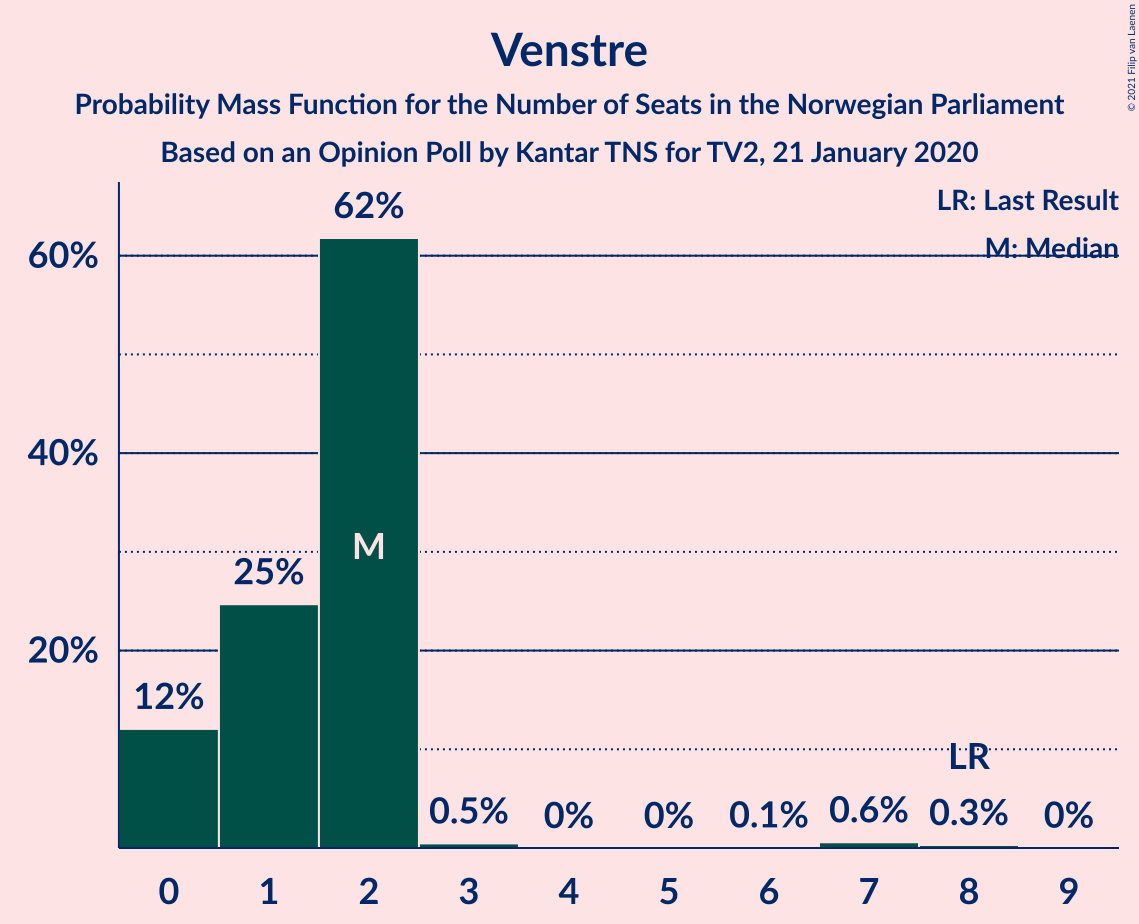 Venstre
Probability Mass Function for the Number of Seats in the Norwegian Parliament
Based on an Opinion Poll by Kantar TNS for TV2, 21 January 2020
© 2021 Filip van Laenen
LR: Last Result
M: Median
60%
40%
20%
12%
25%
62%
M
0.5%
0%
0%
0.1%
0.6%
LR
0.3%
0%
0 1 2 3 4 5 6 7 8 9